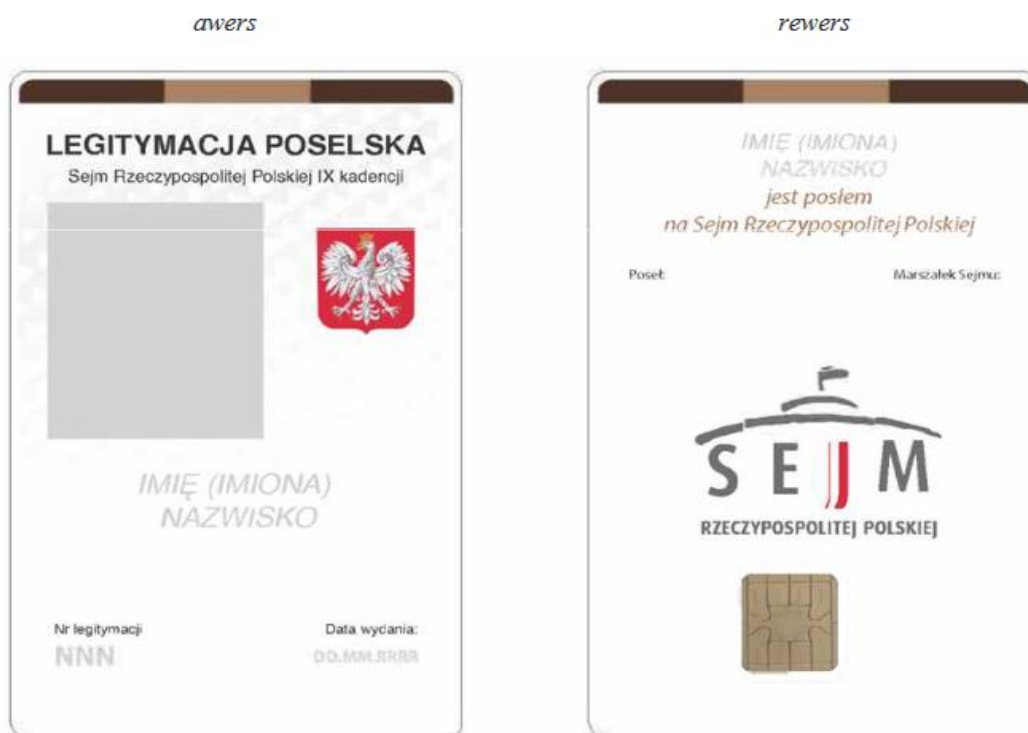 awers
LEGITYMACJA POSELSKA
Sejm Rzeczypospolitej Polskiej IX kadencji
IMIĘ (IMIONA)
NAZWISKO
Nr legitymacji
NNN
Data wydania:
DD.MM.RRRR
rewers
IMIĘ (IMIONA)
NAZWISKO
jest posłem
na Sejm Rzeczypospolitej Polskiej
Poseł:
Marszałek Sejmu:
SEJM
RZECZYPOSPOLITEJ POLSKIEJ